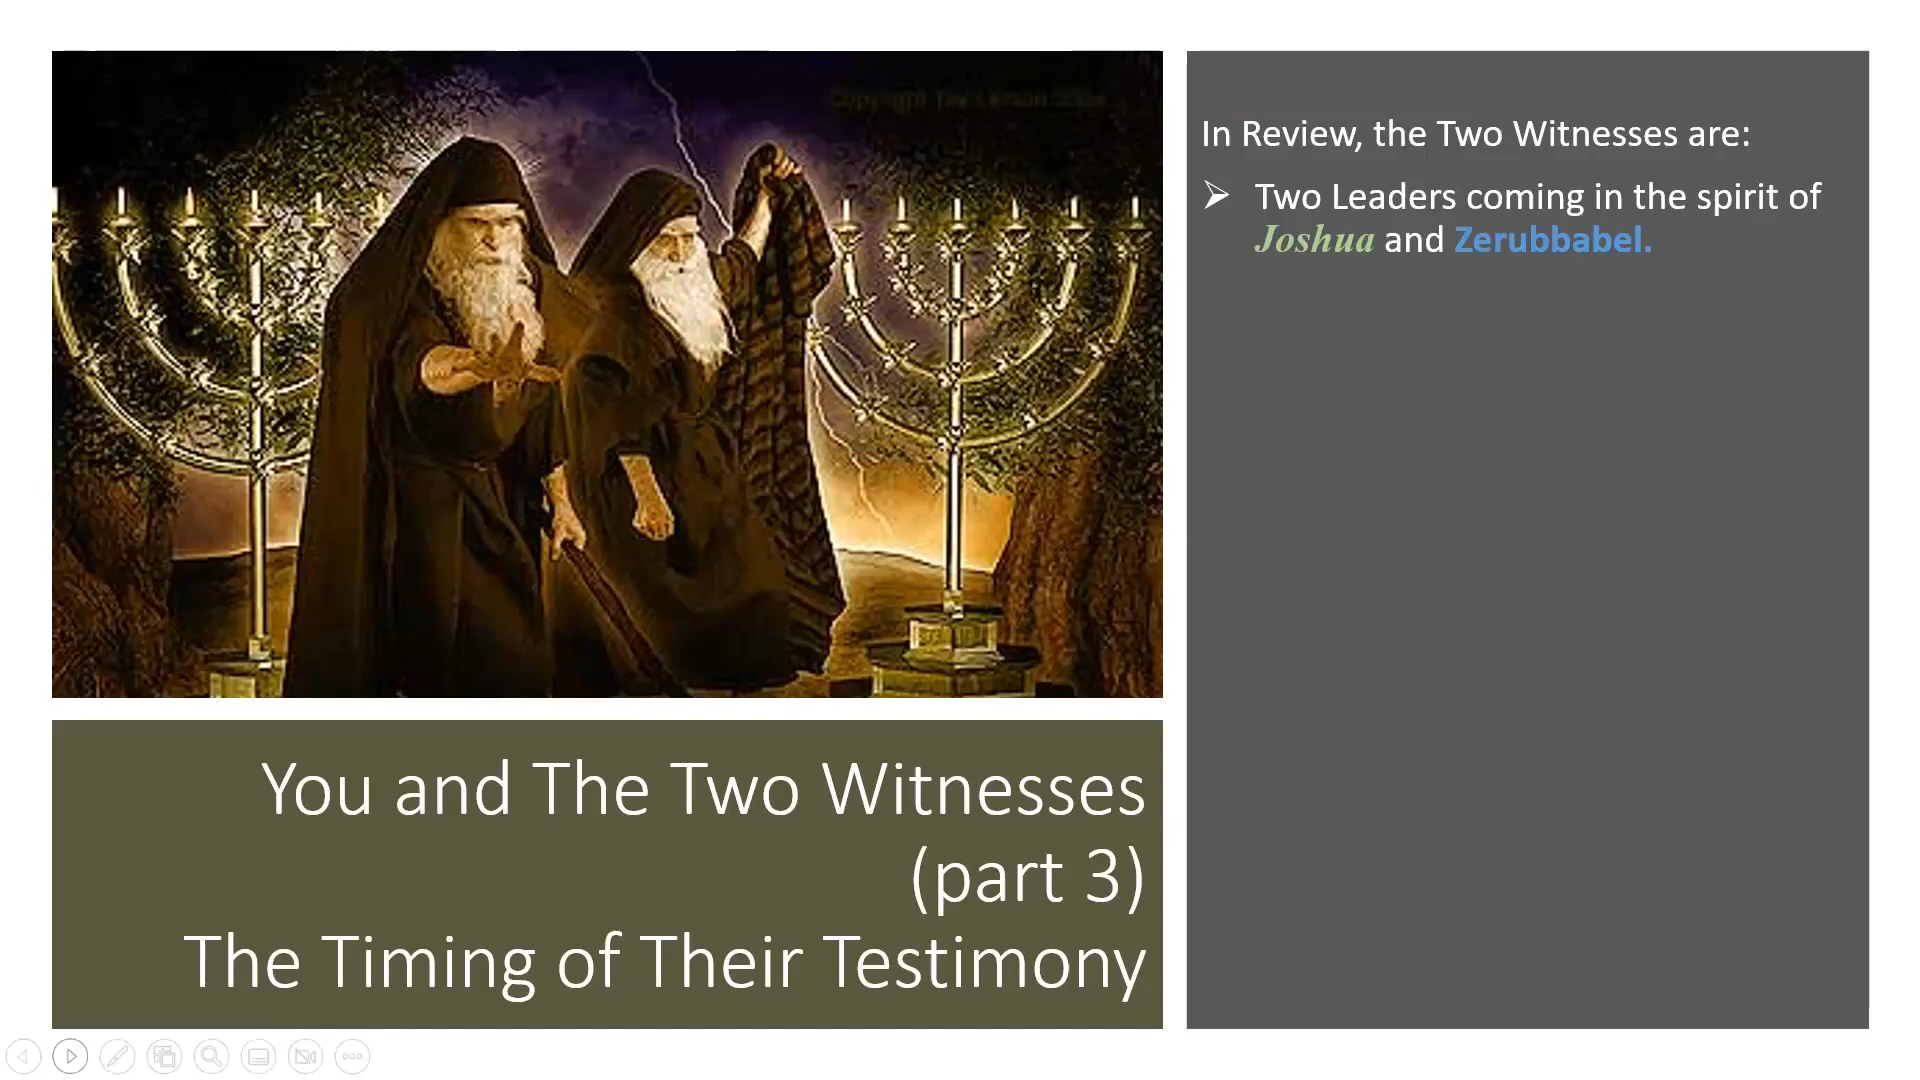 In Review, the Two Witnesses are:
Two Leaders coming in the spirit of
Joshua and Zerubbabel.
You and The Two Witnesses
(part 3)
The Timing of Their Testimony